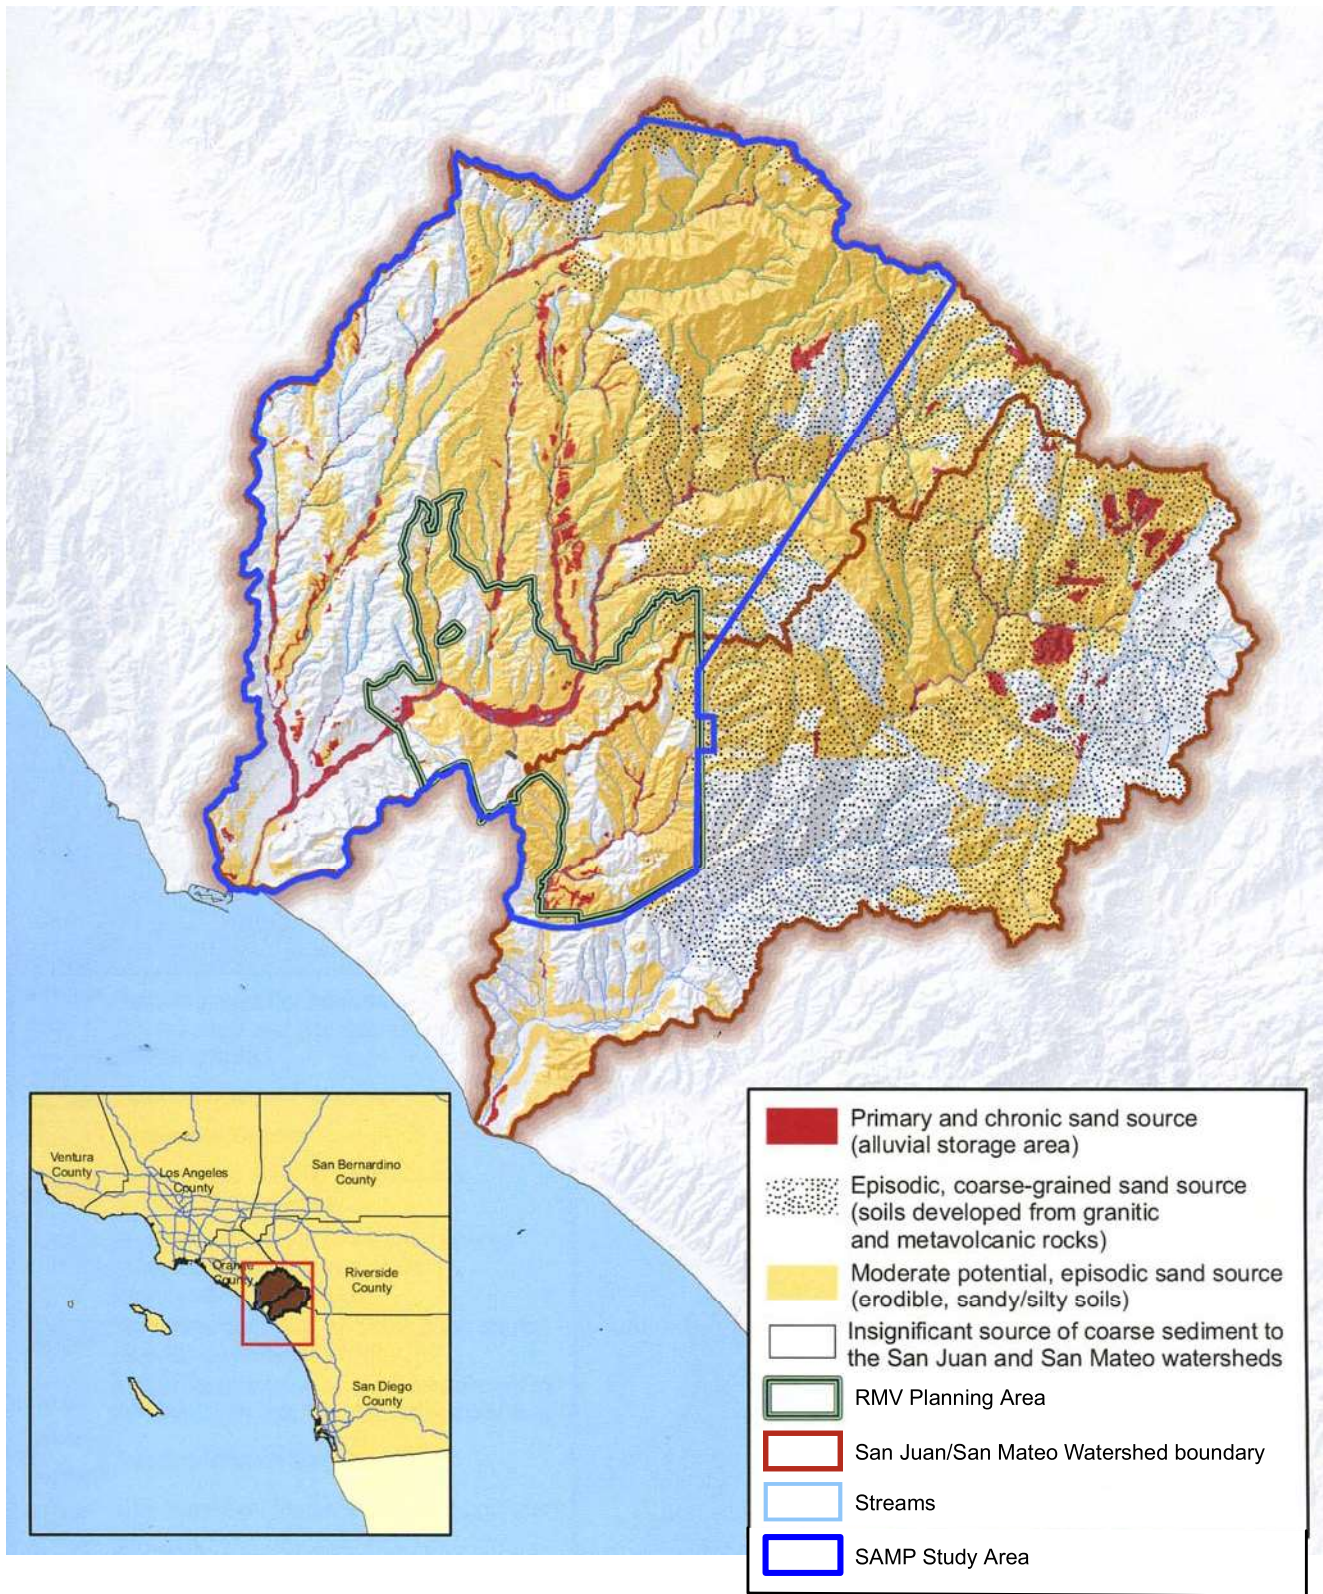 Ventura
County
Los Angeles
County
San Bernardino
County
Orange
County
Riverside
County
San Diego
County
Primary and chronic sand source
(alluvial storage area)
Episodic, coarse-grained sand source
(soils developed from granitic
and metavolcanic rocks)
Moderate potential, episodic sand source
(erodible, sandy/silty soils)
Insignificant source of coarse sediment to
the San Juan and San Mateo watersheds
RMV Planning Area
San Juan/San Mateo Watershed boundary
Streams
SAMP Study Area